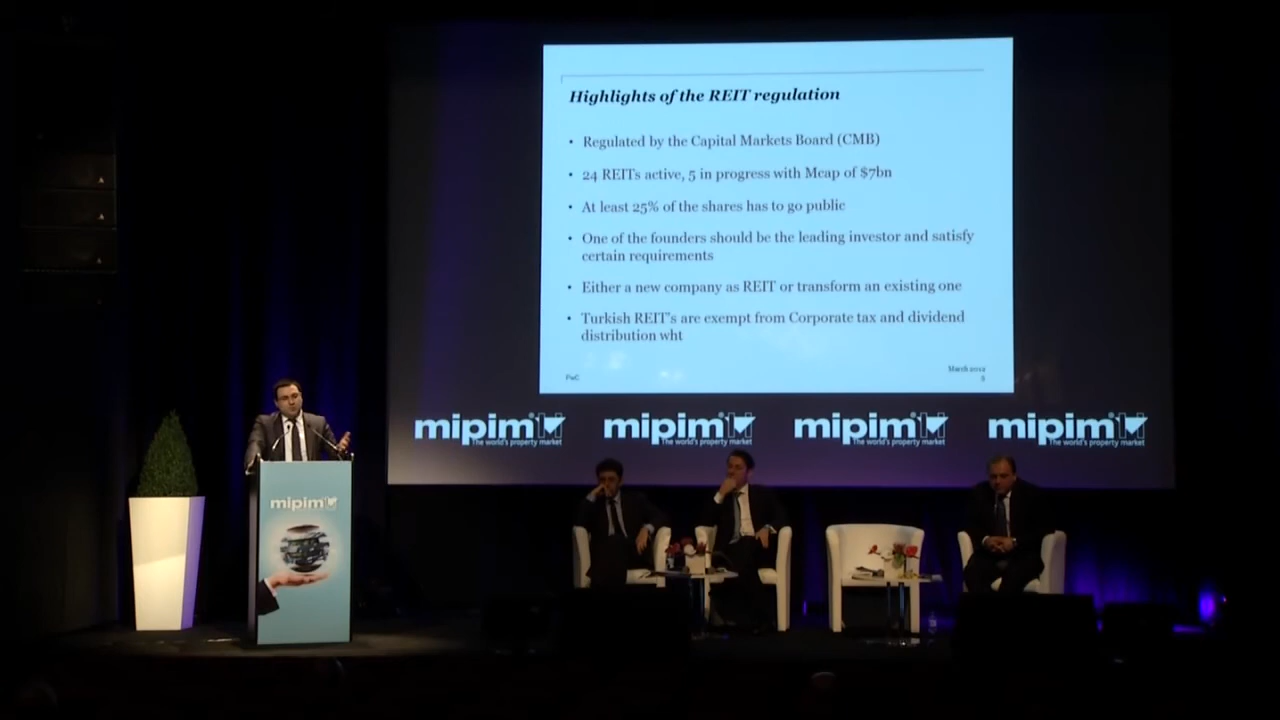 Highlights of the REIT regulation
• Regulated by the Capital Markets Board (CMB)
• 24 REITs active, 5 in progress with Mcap of $7bn
• At least 25% of the shares has to go public
• One of the founders should be the leading investor and satisfy
certain requirements
• Either a new company as REIT or transform an existing one
• Turkish REIT's are exempt from Corporate tax and dividend
distribution wht
PwC
March 2012
mipim mipim mipim mipim
The world's property market The world's property market The world's property market The world's property market
mipim